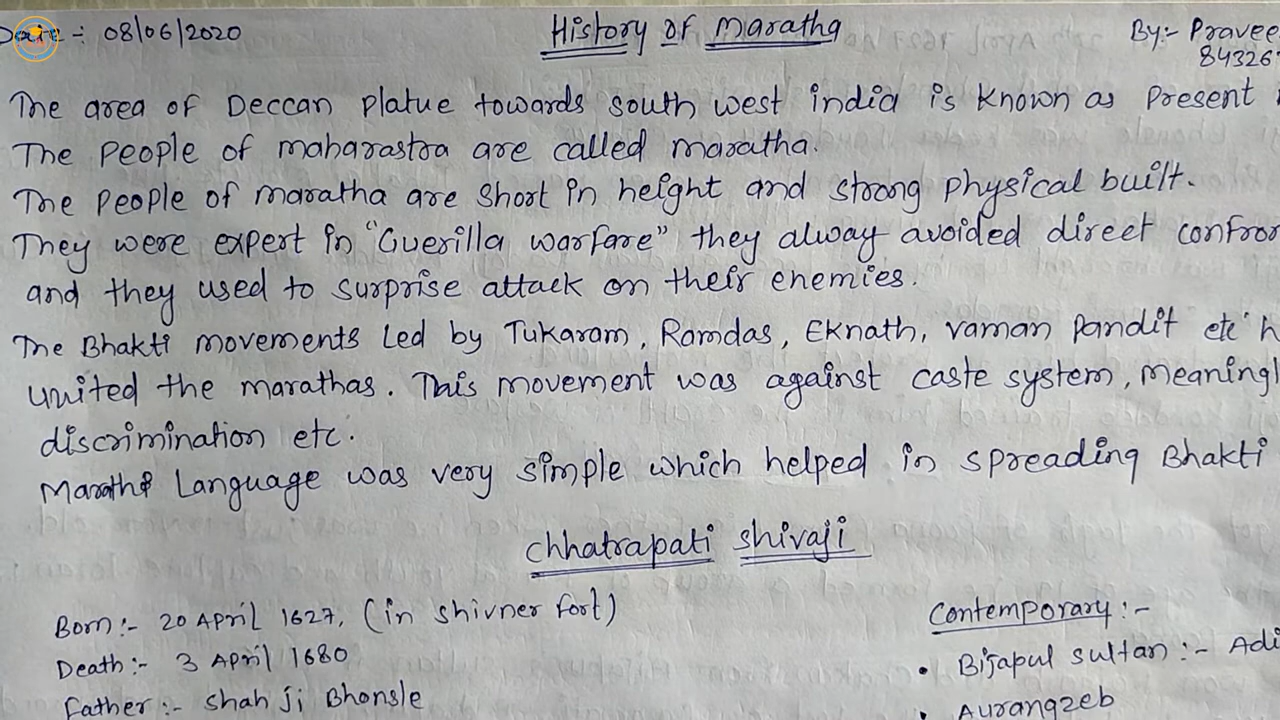 Date :- 08/06/2020
History of Maratha
By:- Pravee
84326
The area of Deccan Platue towards south west india is known as Present
The People of maharastra are called maratha.
The People of maratha are short in height and strong physical built.
They were expert in "Guerilla warfare" they alway avoided direct confron
and they used to surprise attack on their enemies.
The Bhakti movements Led by Tukaram, Ramdas, Eknath, vaman Pandit etc h
united the marathas. This movement was against caste system, meaningl
discrimination etc.
Marathi Language was very simple which helped in spreading Bhakti
Chhatrapati Shivaji
Born:- 20 April 1627, (in Shivner fort)
Death:- 3 April 1680
Father:- Shah Ji Bhonsle
Contemporary:-
• Bijapul Sultan:- Adi
• Aurangzeb